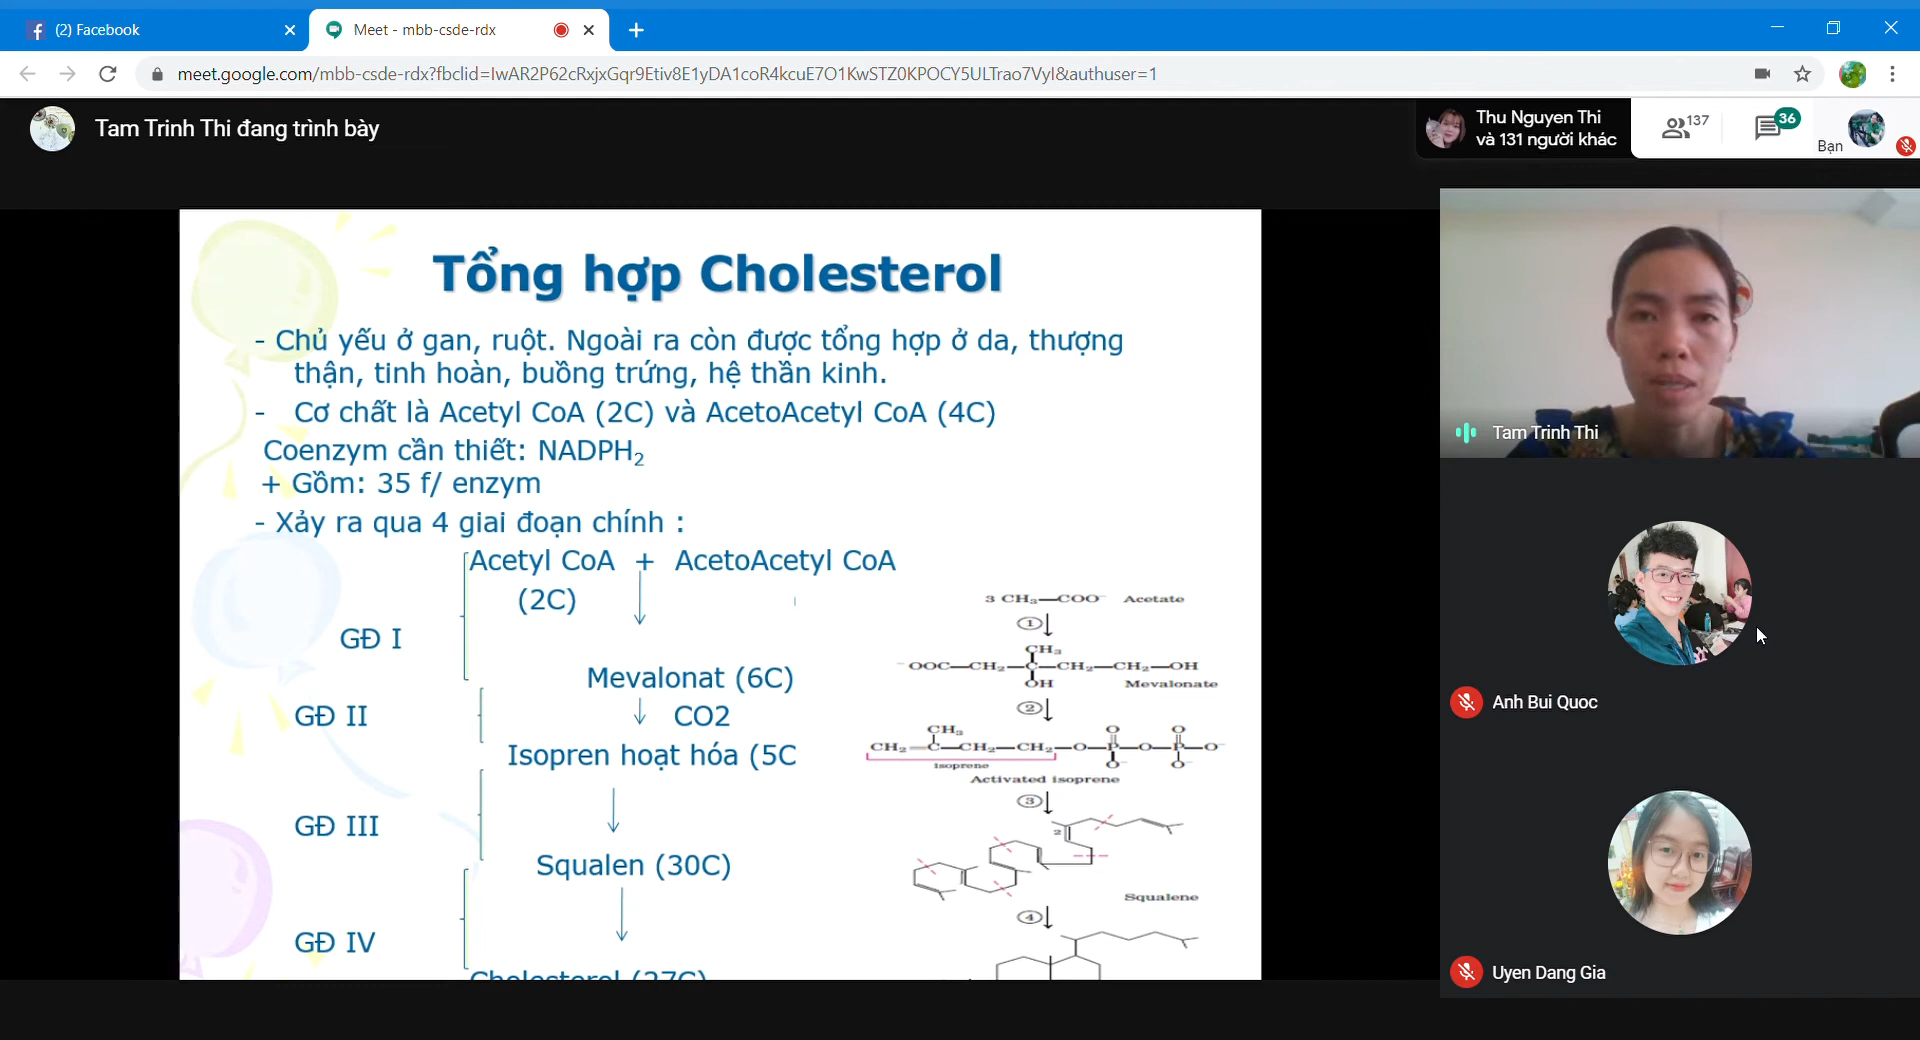 (2) Facebook
Meet - mbb-csde-rdx
meet.google.com/mbb-csde-rdx?fbclid=IwAR2P62cRxjxGqr9Etiv8E1yDA1coR4kcuE7O1KwSTZ0KPOCY5ULTrao7VyI&authuser=1
Tam Trinh Thi đang trình bày
Thu Nguyen Thi
và 131 người khác
137
36
Bạn
Tổng hợp Cholesterol
- Chủ yếu ở gan, ruột. Ngoài ra còn được tổng hợp ở da, thượng
thận, tinh hoàn, buồng trứng, hệ thần kinh.
- Cơ chất là Acetyl CoA (2C) và AcetoAcetyl CoA (4C)
Coenzym cần thiết: NADPH₂
+ Gồm: 35 f/ enzym
- Xảy ra qua 4 giai đoạn chính :
Acetyl CoA + AcetoAcetyl CoA
(2C)
GĐ I
Mevalonat (6C)
GĐ II
CO2
Isopren hoạt hóa (5C
GĐ III
Squalen (30C)
GĐ IV
Cholesterol (27C)
3 CH₃—COO⁻ Acetate
1
CH₃
⁻OOC—CH₂—C—CH₂—CH₂—OH
OH
Mevalonate
2
CH₃ O O
CH₂=C—CH₂—CH₂—O—P—O—P—O⁻
O⁻ O⁻
isoprene
Activated isoprene
3
2
Squalene
4
Tam Trinh Thi
Anh Bui Quoc
Uyen Dang Gia